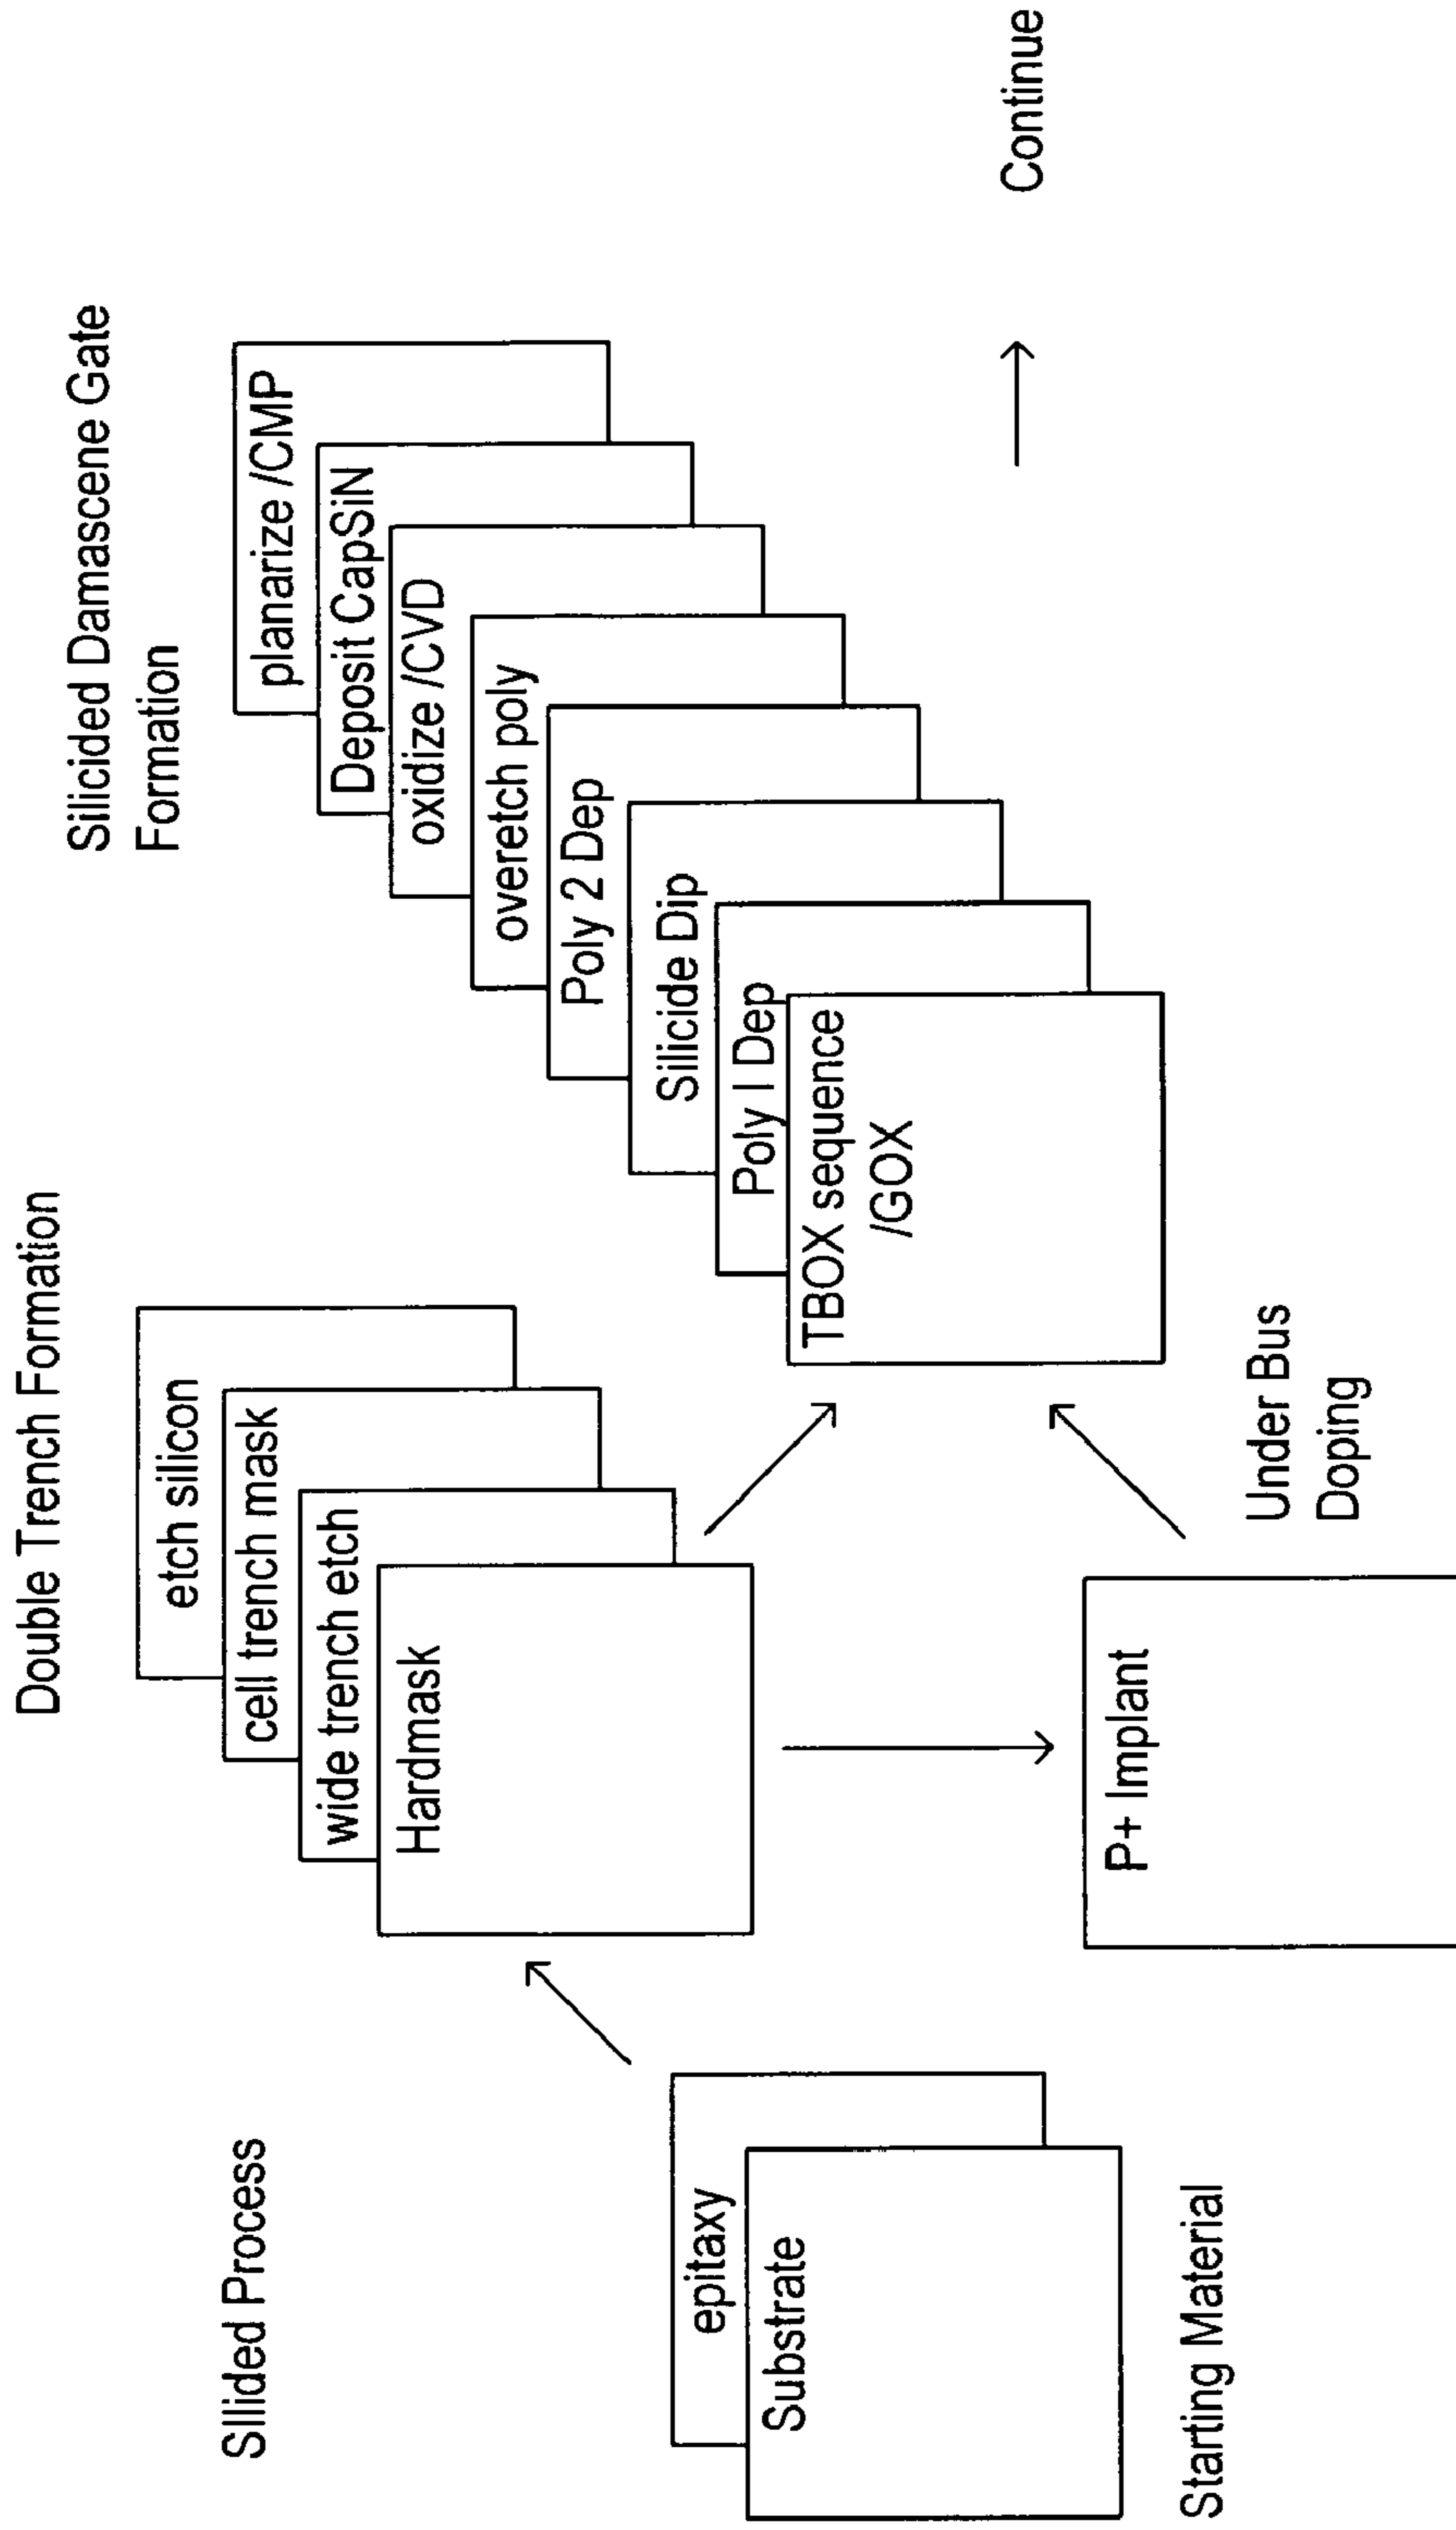 Silided Process
epitaxy
Substrate
Starting Material
Double Trench Formation
etch silicon
cell trench mask
wide trench etch
Hardmask
P+ Implant
Under Bus
Doping
Silicided Damascene Gate
Formation
planarize /CMP
Deposit CapSiN
oxidize /CVD
overetch poly
Poly 2 Dep
Silicide Dip
Poly I Dep
TBOX sequence
/GOX
Continue